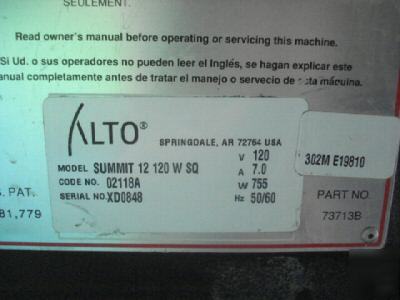 SEULEMENT.
Read owner's manual before operating or servicing this machine.
Si Ud. o sus operadores no pueden leer el Inglés, se hagan explicar este
anual completamente antes de tratar el manejo o servecio de esta máquina.
ALTO®
SPRINGDALE, AR 72764 USA
MODEL SUMMIT 12 120 W SQ
CODE NO. 02118A
SERIAL NO. XD0848
V 120
A 7.0
W 755
Hz 50/60
302M E19810
S. PAT.
81,779
PART NO
73713B